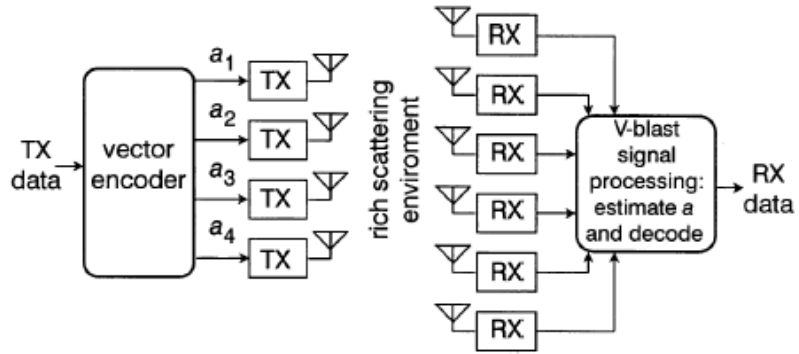 TX
data
vector
encoder
a1
TX
a2
TX
a3
TX
a4
TX
rich scattering
enviroment
RX
RX
RX
RX
RX
RX
V-blast
signal
processing:
estimate a
and decode
RX
data